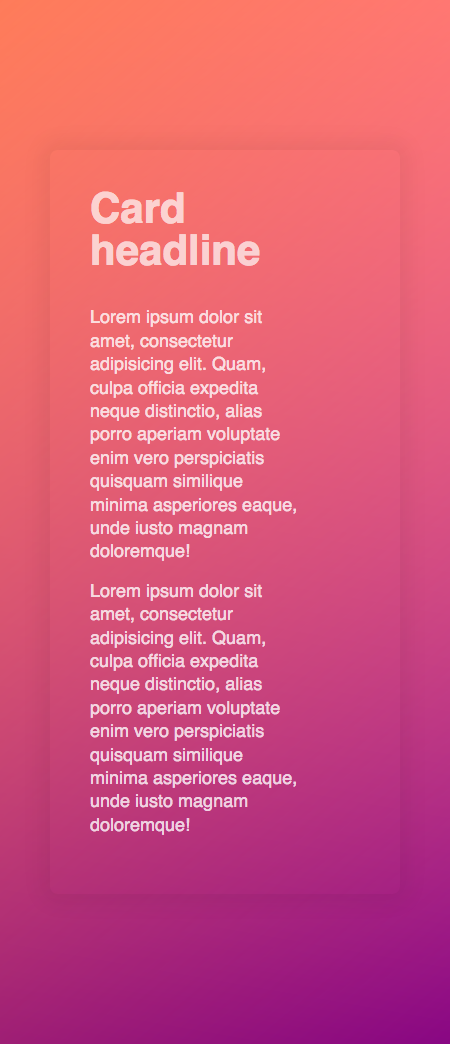 Card
headline
Lorem ipsum dolor sit
amet, consectetur
adipisicing elit. Quam,
culpa officia expedita
neque distinctio, alias
porro aperiam voluptate
enim vero perspiciatis
quisquam similique
minima asperiores eaque,
unde iusto magnam
doloremque!
Lorem ipsum dolor sit
amet, consectetur
adipisicing elit. Quam,
culpa officia expedita
neque distinctio, alias
porro aperiam voluptate
enim vero perspiciatis
quisquam similique
minima asperiores eaque,
unde iusto magnam
doloremque!